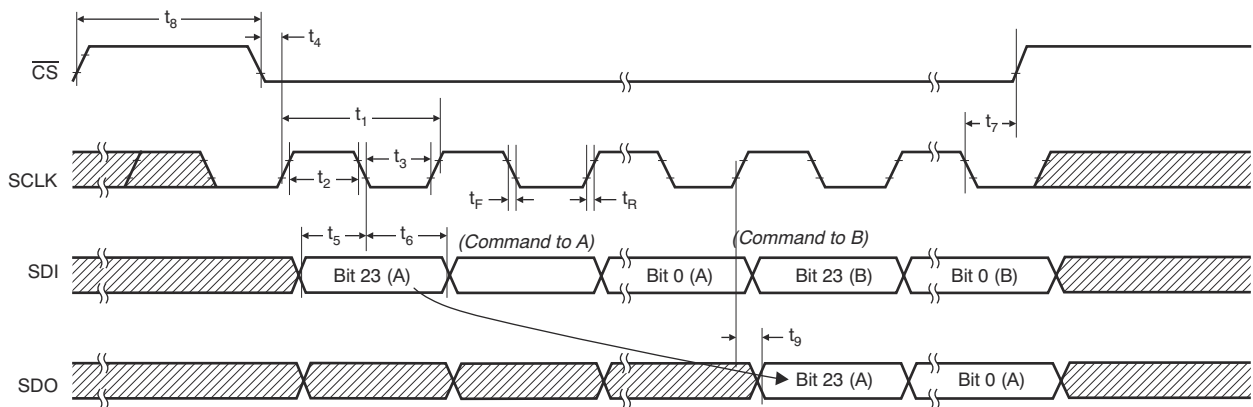 t8
t4
CS
t1
t7
t3
SCLK
t2
tF
tR
t5
t6
(Command to A)
(Command to B)
SDI
Bit 23 (A)
Bit 0 (A)
Bit 23 (B)
Bit 0 (B)
t9
SDO
Bit 23 (A)
Bit 0 (A)